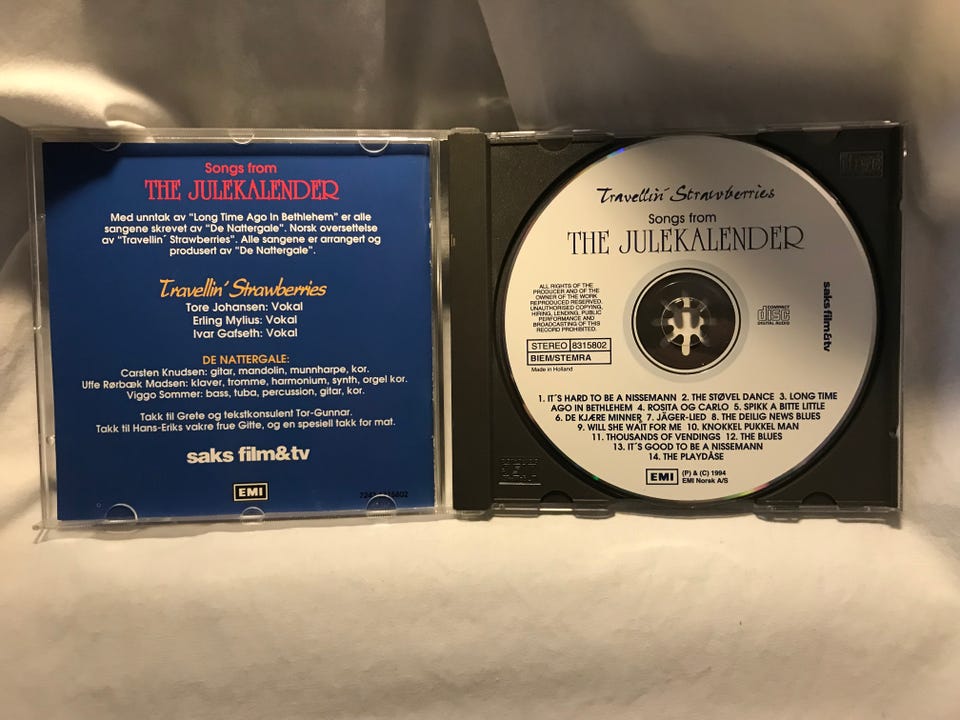 Songs from
THE JULEKALENDER
Med unntak av "Long Time Ago In Bethlehem" er alle
sangene skrevet av "De Nattergale". Norsk oversettelse
av "Travellin´ Strawberries". Alle sangene er arrangert og
produsert av "De Nattergale".
Travellin´ Strawberries
Tore Johansen: Vokal
Erling Mylius: Vokal
Ivar Gafseth: Vokal
DE NATTERGALE:
Carsten Knudsen: gitar, mandolin, munnharpe, kor.
Uffe Rørbæk Madsen: klaver, tromme, harmonium, synth, orgel kor.
Viggo Sommer: bass, tuba, percussion, gitar, kor.
Takk til Grete og tekstkonsulent Tor-Gunnar.
Takk til Hans-Eriks vakre frue Gitte, og en spesiell takk for mat.
saks film&tv
EMI
Travellin´ Strawberries
Songs from
THE JULEKALENDER
ALL RIGHTS OF THE
PRODUCER AND OF THE
OWNER OF THE WORK
REPRODUCED RESERVED.
UNAUTHORISED COPYING,
HIRING, LENDING, PUBLIC
PERFORMANCE AND
BROADCASTING OF THIS
RECORD PROHIBITED.
STEREO 8315802
BIEM/STEMRA
Made in Holland
COMPACT
disc
DIGITAL AUDIO
saks film&tv
1. IT´S HARD TO BE A NISSEMANN 2. THE STØVEL DANCE 3. LONG TIME
AGO IN BETHLEHEM 4. ROSITA OG CARLO 5. SPIKK A BITTE LITTLE
6. DE KJÆRE MINNER 7. JÄGER-LIED 8. THE DEILIG NEWS BLUES
9. WILL SHE WAIT FOR ME 10. KNOKKEL PUKKEL MAN
11. THOUSANDS OF VENDINGS 12. THE BLUES
13. IT´S GOOD TO BE A NISSEMANN
14. THE PLAYDÅSE
EMI
(P) & (C) 1994
EMI Norsk A/S